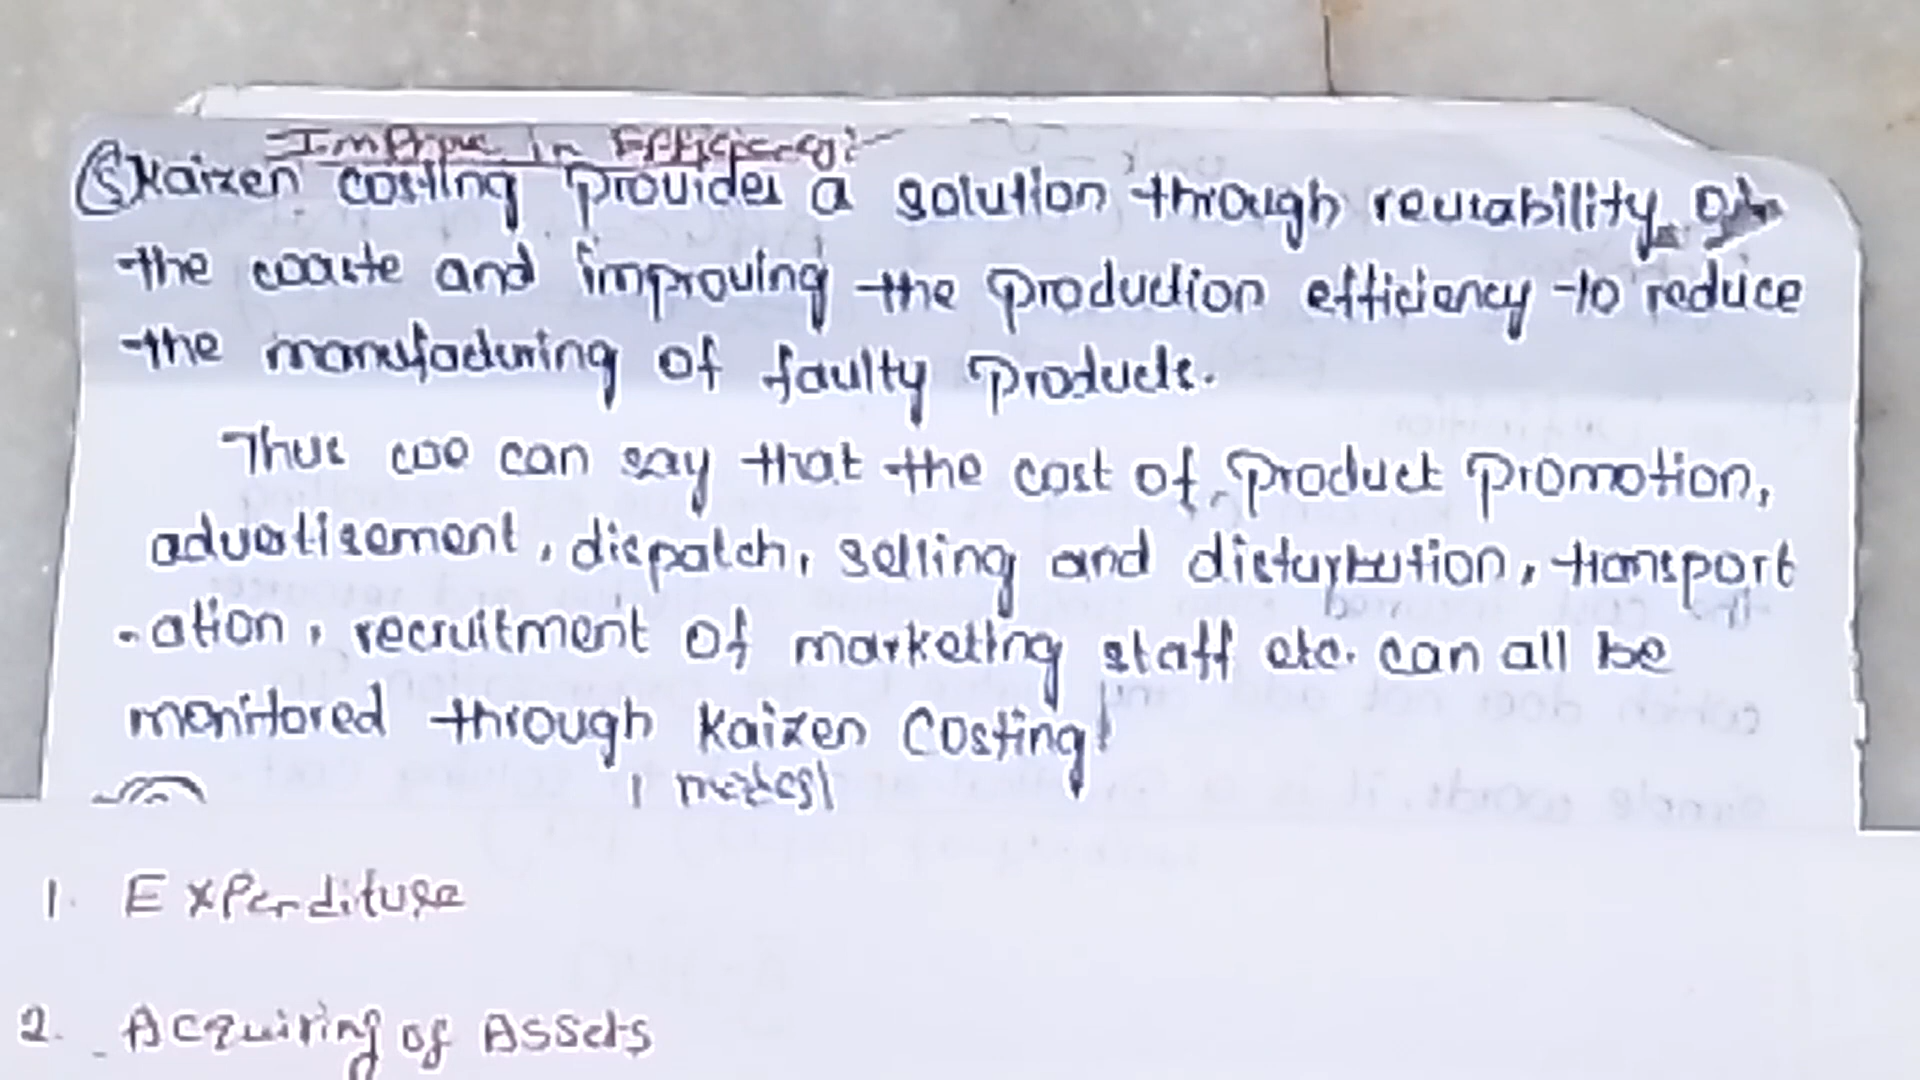 Improve in Efficiency:-
⑤ Kaizen costing provides a solution through reusability of
the waste and improving the production efficiency to reduce
the manufacturing of faulty products.
Thus we can say that the cost of product promotion,
advertisement, dispatch, selling and disturbution, transport
-ation, recruitment of marketing staff etc. can all be
monitored through Kaizen Costing!
1. Expenditure
2. Acquiring of Assets